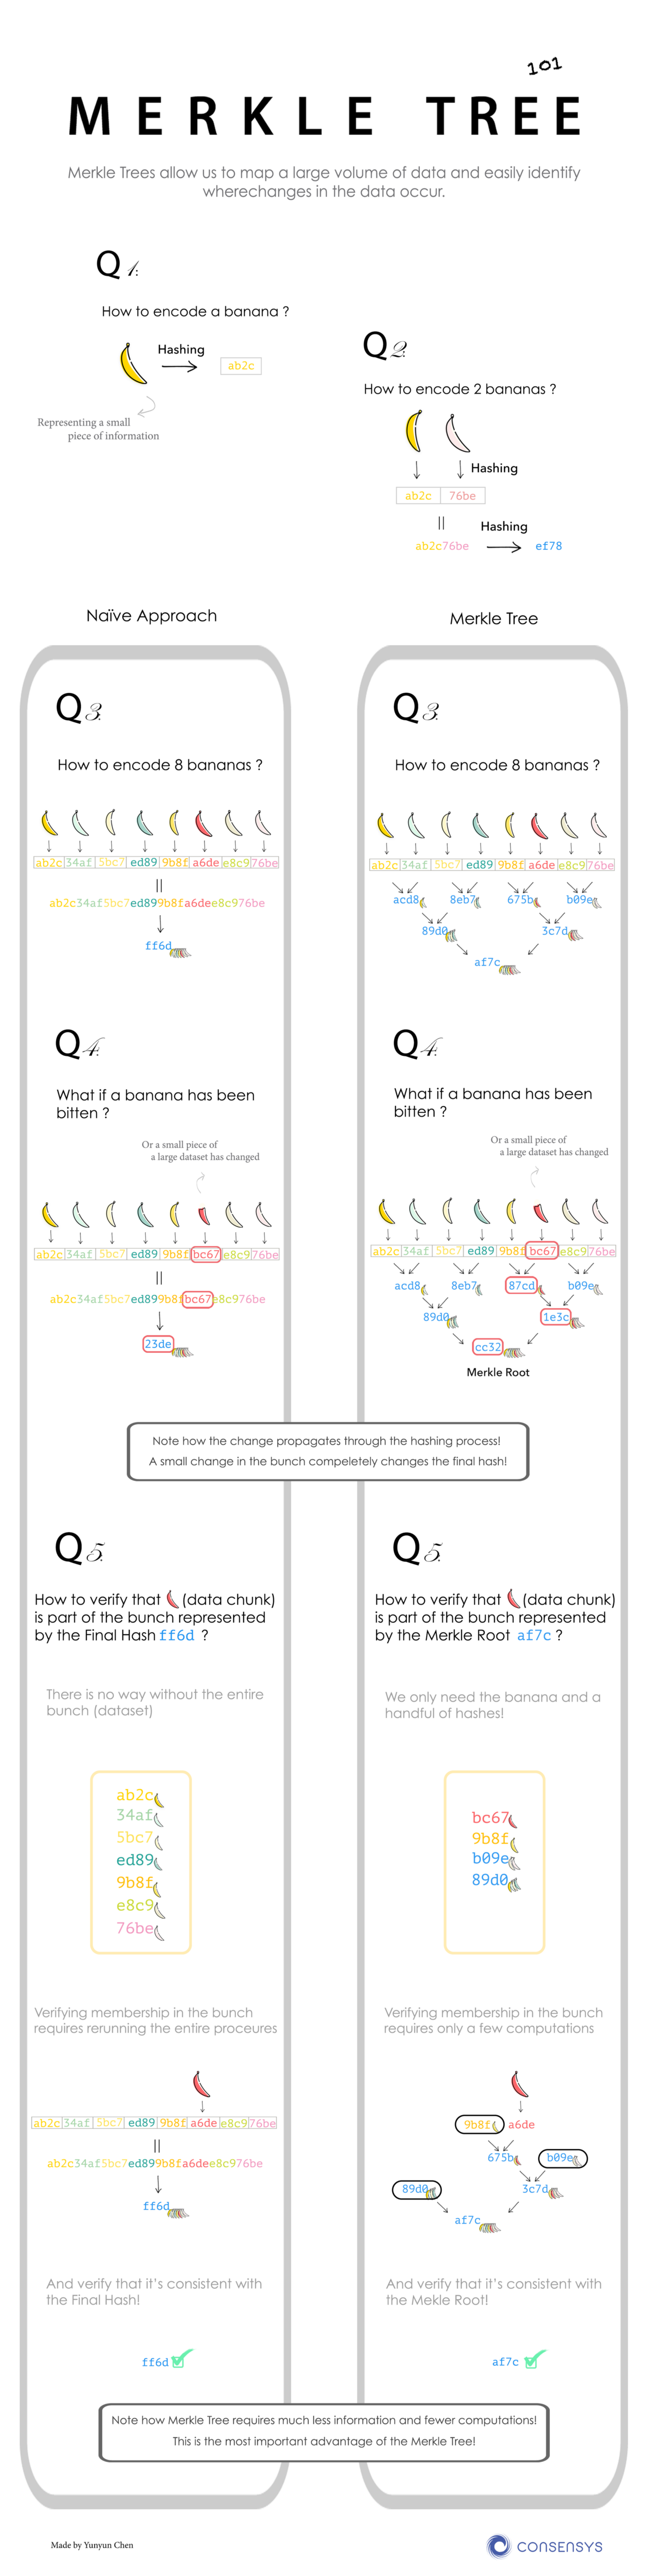 101
MERKLE TREE
Merkle Trees allow us to map a large volume of data and easily identify
wherechanges in the data occur.
Q 1.
How to encode a banana ?
Hashing
ab2c
Representing a small
piece of information
Q 2.
How to encode 2 bananas ?
Hashing
ab2c 76be
||
Hashing
ab2c76be ef78
Naïve Approach
Q 3.
How to encode 8 bananas ?
ab2c 34af 5bc7 ed89 9b8f a6de e8c9 76be
||
ab2c34af5bc7ed899b8fa6dee8c976be
ff6d
Q 4.
What if a banana has been
bitten ?
Or a small piece of
a large dataset has changed
ab2c 34af 5bc7 ed89 9b8f bc67 e8c9 76be
||
ab2c34af5bc7ed899b8fbc67e8c976be
23de
Merkle Tree
Q 3.
How to encode 8 bananas ?
ab2c 34af 5bc7 ed89 9b8f a6de e8c9 76be
acd8 8eb7 675b b09e
89d0 3c7d
af7c
Q 4.
What if a banana has been
bitten ?
Or a small piece of
a large dataset has changed
ab2c 34af 5bc7 ed89 9b8f bc67 e8c9 76be
acd8 8eb7 87cd b09e
89d0 1e3c
cc32
Merkle Root
Note how the change propagates through the hashing process!
A small change in the bunch compeletely changes the final hash!
Q 5.
How to verify that (data chunk)
is part of the bunch represented
by the Final Hash ff6d ?
There is no way without the entire
bunch (dataset)
ab2c
34af
5bc7
ed89
9b8f
e8c9
76be
Verifying membership in the bunch
requires rerunning the entire proceures
ab2c 34af 5bc7 ed89 9b8f a6de e8c9 76be
||
ab2c34af5bc7ed899b8fa6dee8c976be
ff6d
And verify that it's consistent with
the Final Hash!
ff6d
Q 5.
How to verify that (data chunk)
is part of the bunch represented
by the Merkle Root af7c ?
We only need the banana and a
handful of hashes!
bc67
9b8f
b09e
89d0
Verifying membership in the bunch
requires only a few computations
9b8f a6de
675b b09e
89d0 3c7d
af7c
And verify that it's consistent with
the Mekle Root!
af7c
Note how Merkle Tree requires much less information and fewer computations!
This is the most important advantage of the Merkle Tree!
Made by Yunyun Chen
CONSENSYS